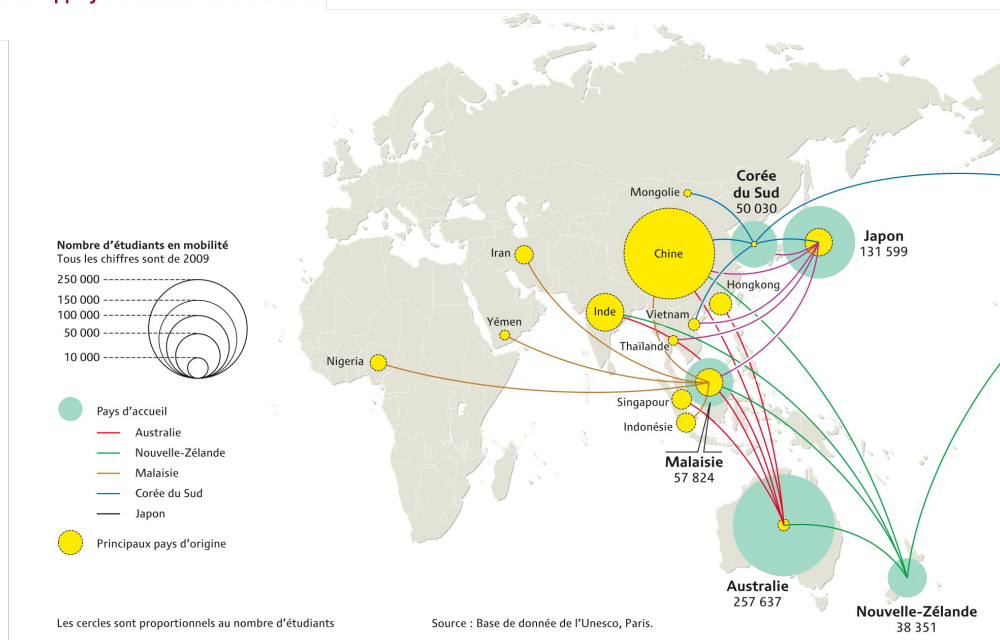 Corée
du Sud
50 030
Mongolie
Japon
131 599
Nombre d’étudiants en mobilité
Tous les chiffres sont de 2009
Iran
Chine
250 000
150 000
100 000
50 000
10 000
Hongkong
Inde
Vietnam
Yémen
Thaïlande
Nigeria
Singapour
Indonésie
Pays d’accueil
Australie
Nouvelle-Zélande
Malaisie
Corée du Sud
Japon
Malaisie
57 824
Principaux pays d’origine
Australie
257 637
Nouvelle-Zélande
38 351
Les cercles sont proportionnels au nombre d’étudiants
Source : Base de donnée de l’Unesco, Paris.